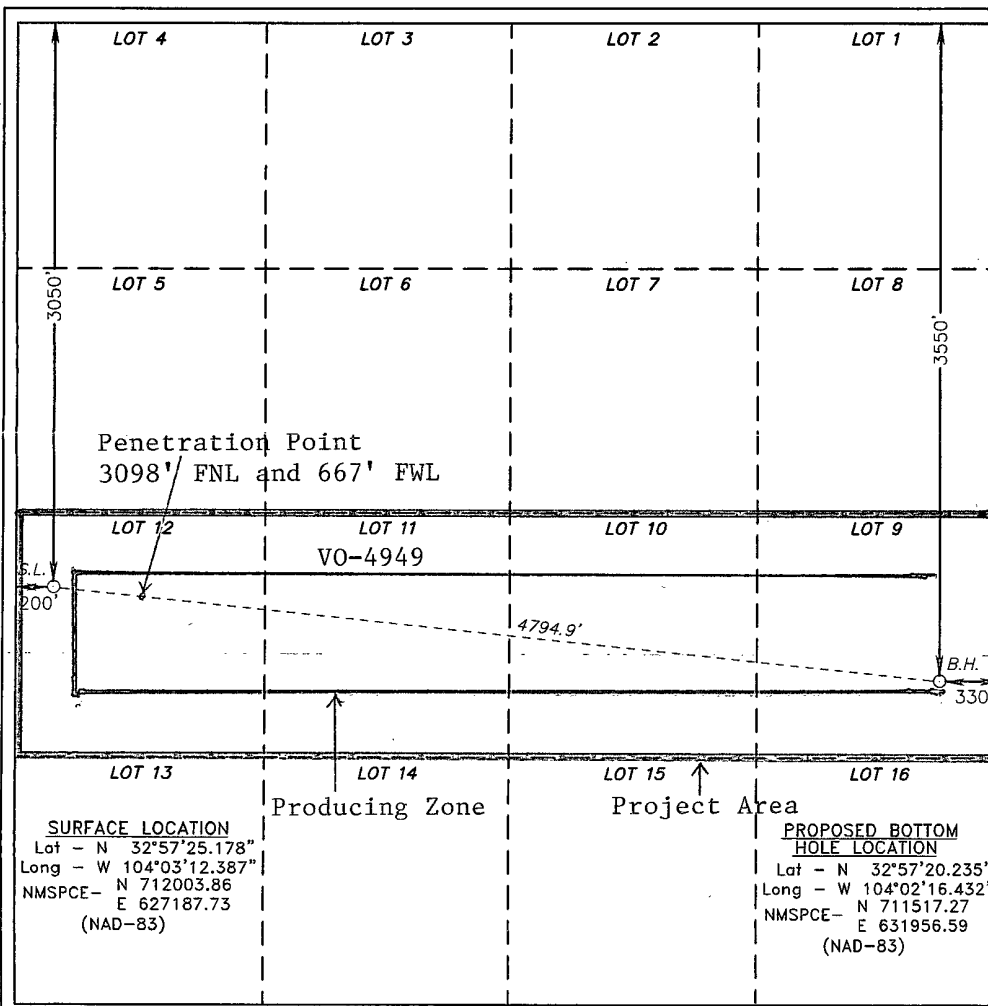 LOT 4 LOT 3 LOT 2 LOT 1
3050'
3550'
LOT 5 LOT 6 LOT 7 LOT 8
Penetration Point
3098' FNL and 667' FWL
LOT 12 LOT 11 LOT 10 LOT 9
VO-4949
S.L.
200'
4794.9'
B.H.
330
LOT 13 LOT 14 LOT 15 LOT 16
Producing Zone
Project Area
SURFACE LOCATION
Lat - N 32°57'25.178"
Long - W 104°03'12.387"
NMSPCE- N 712003.86
E 627187.73
(NAD-83)
PROPOSED BOTTOM
HOLE LOCATION
Lat - N 32°57'20.235'
Long - W 104°02'16.432'
NMSPCE- N 711517.27
E 631956.59
(NAD-83)